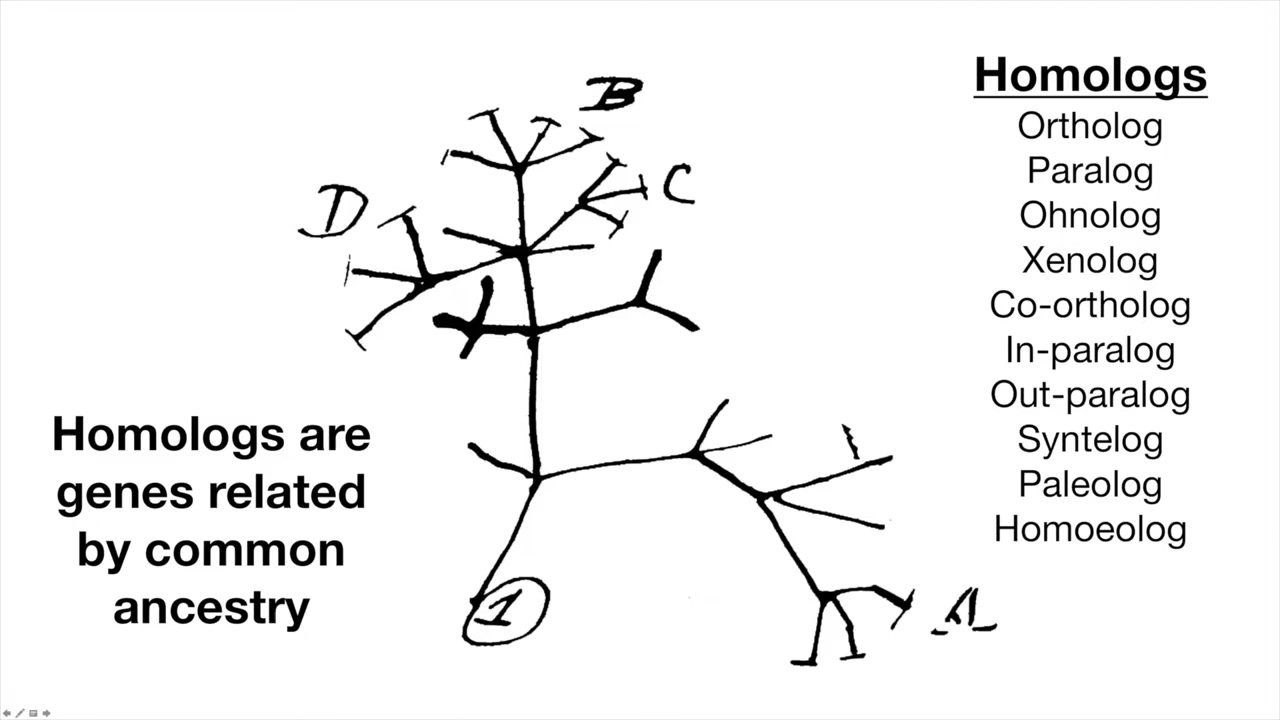 Homologs
Ortholog
Paralog
Ohnolog
Xenolog
Co-ortholog
In-paralog
Out-paralog
Syntelog
Paleolog
Homoeolog
B
C
D
A
1
Homologs are
genes related
by common
ancestry